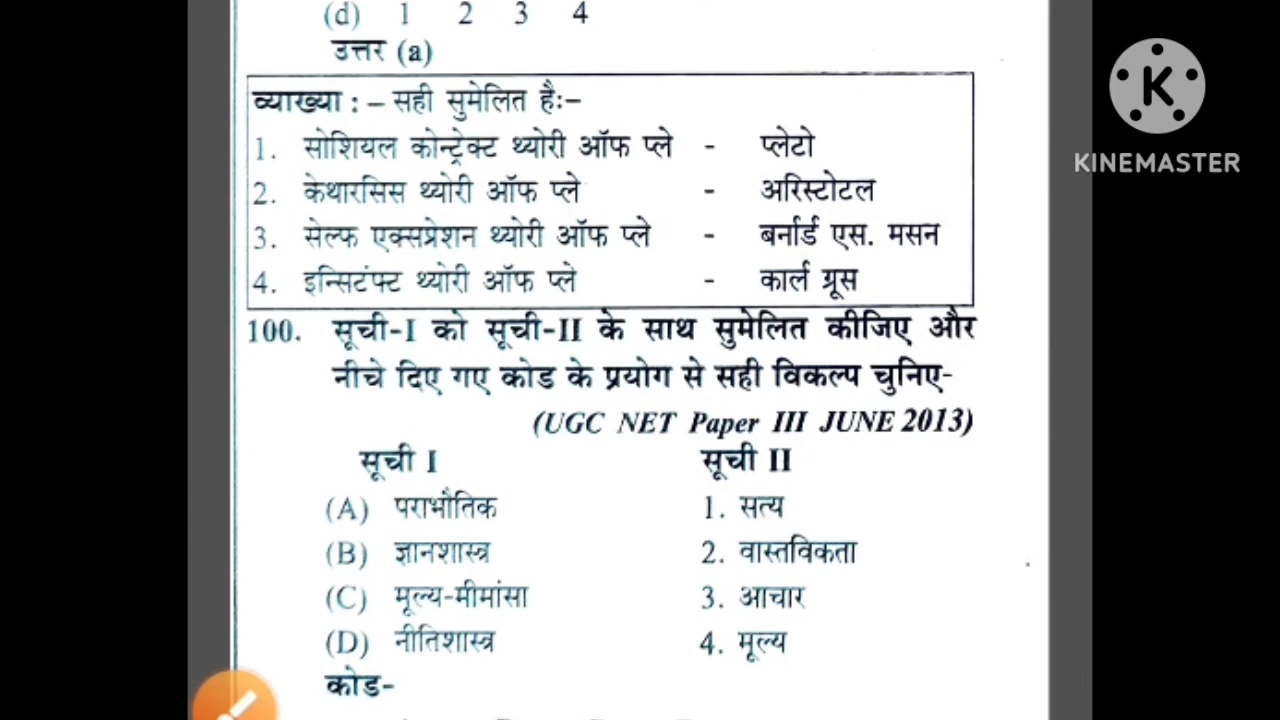 (d) 1 2 3 4
उत्तर (a)
व्याख्या : – सही सुमेलित हैः–
1. सोशियल कोन्ट्रेक्ट थ्योरी ऑफ प्ले - प्लेटो
2. केथारसिस थ्योरी ऑफ प्ले - अरिस्टोटल
3. सेल्फ एक्सप्रेशन थ्योरी ऑफ प्ले - बर्नार्ड एस. मसन
4. इन्सिटंफ्ट थ्योरी ऑफ प्ले - कार्ल ग्रूस
100. सूची-I को सूची-II के साथ सुमेलित कीजिए और
नीचे दिए गए कोड के प्रयोग से सही विकल्प चुनिए-
(UGC NET Paper III JUNE 2013)
सूची I सूची II
(A) पराभौतिक 1. सत्य
(B) ज्ञानशास्त्र 2. वास्तविकता
(C) मूल्य-मीमांसा 3. आचार
(D) नीतिशास्त्र 4. मूल्य
कोड-
K
KINEMASTER